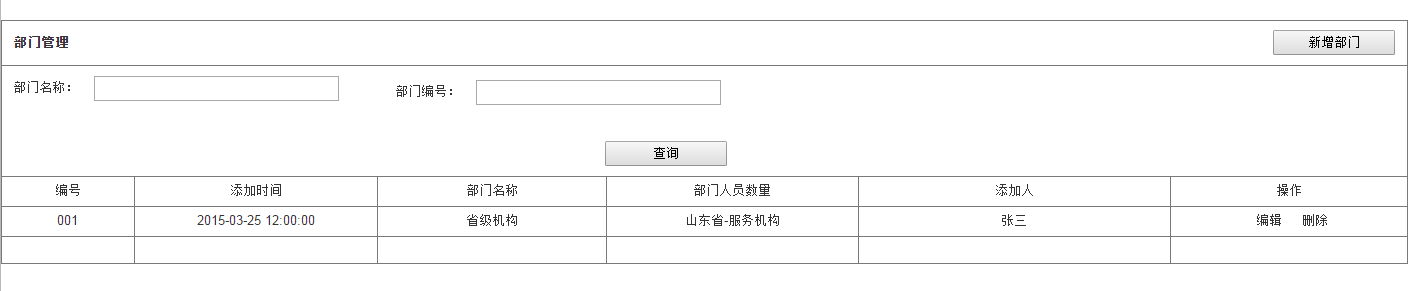 部门管理 新增部门
部门名称： 部门编号：
查询
编号 添加时间 部门名称 部门人员数量 添加人 操作
001 2015-03-25 12:00:00 省级机构 山东省-服务机构 张三 编辑 删除